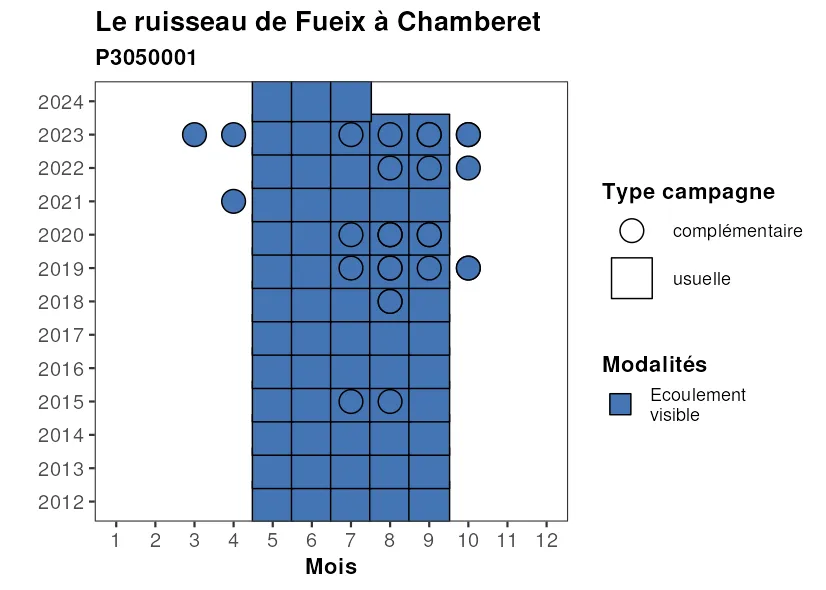 Le ruisseau de Fueix à Chamberet
P3050001
2024
2023
2022
2021
2020
2019
2018
2017
2016
2015
2014
2013
2012
1 2 3 4 5 6 7 8 9 10 11 12
Mois
Type campagne
complémentaire
usuelle
Modalités
Ecoulement
visible